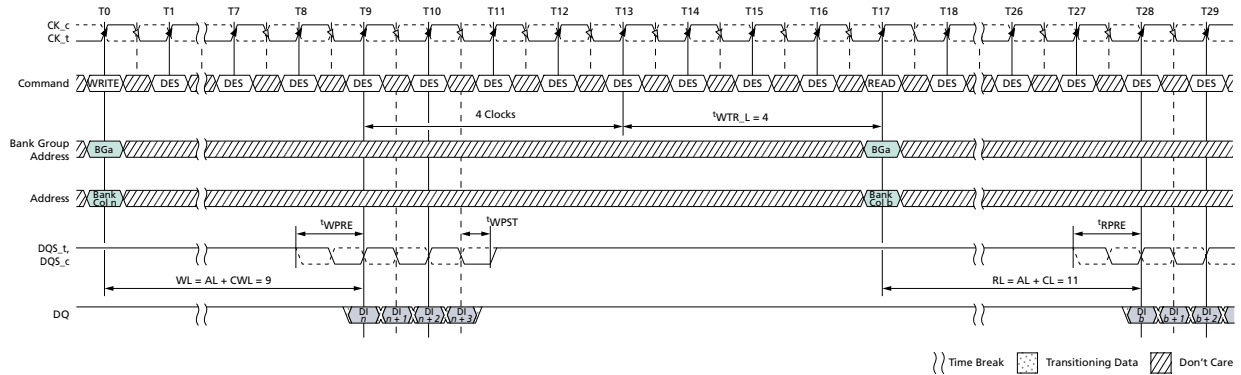 T0 T1 T7 T8 T9 T10 T11 T12 T13 T14 T15 T16 T17 T18 T26 T27 T28 T29
CK_c
CK_t
Command WRITE DES DES DES DES DES DES DES DES DES DES DES READ DES DES DES DES DES
4 Clocks tWTR_L = 4
Bank Group
Address BGa BGa
Address Bank Col n Bank Col b
tWPRE tWPST tRPRE
DQS_t,
DQS_c
WL = AL + CWL = 9 RL = AL + CL = 11
DQ DI n DI n + 1 DI n + 2 DI n + 3 DI b DI b + 1 DI b + 2
Time Break Transitioning Data Don't Care